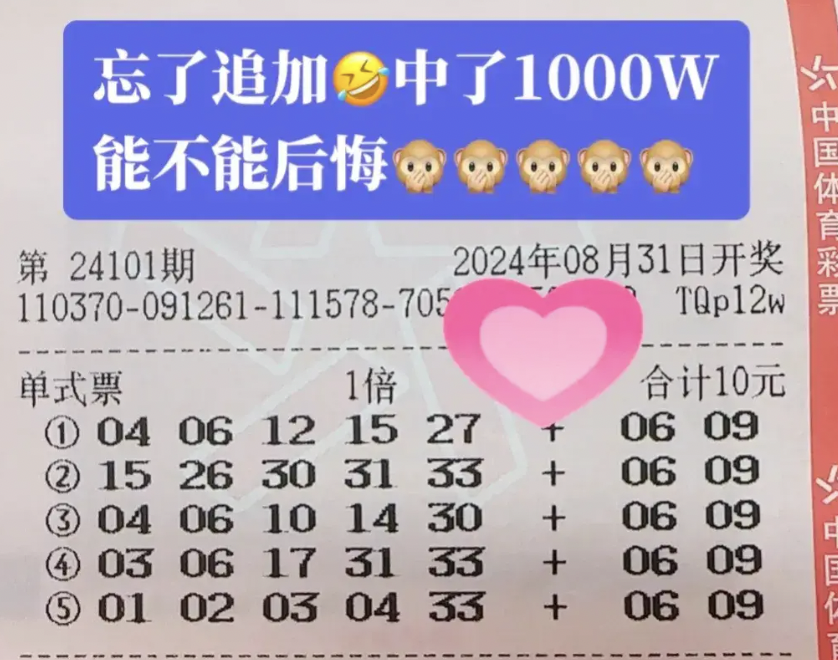 忘了追加🤣中了1000W
能不能后悔🙊🙊🙊🙊🙊
第 24101期 2024年08月31日开奖
110370-091261-111578-705 TQp12w
单式票 1倍 合计10元
① 04 06 12 15 27 + 06 09
② 15 26 30 31 33 + 06 09
③ 04 06 10 14 30 + 06 09
④ 03 06 17 31 33 + 06 09
⑤ 01 02 03 04 33 + 06 09
中国体育彩票
中国体育